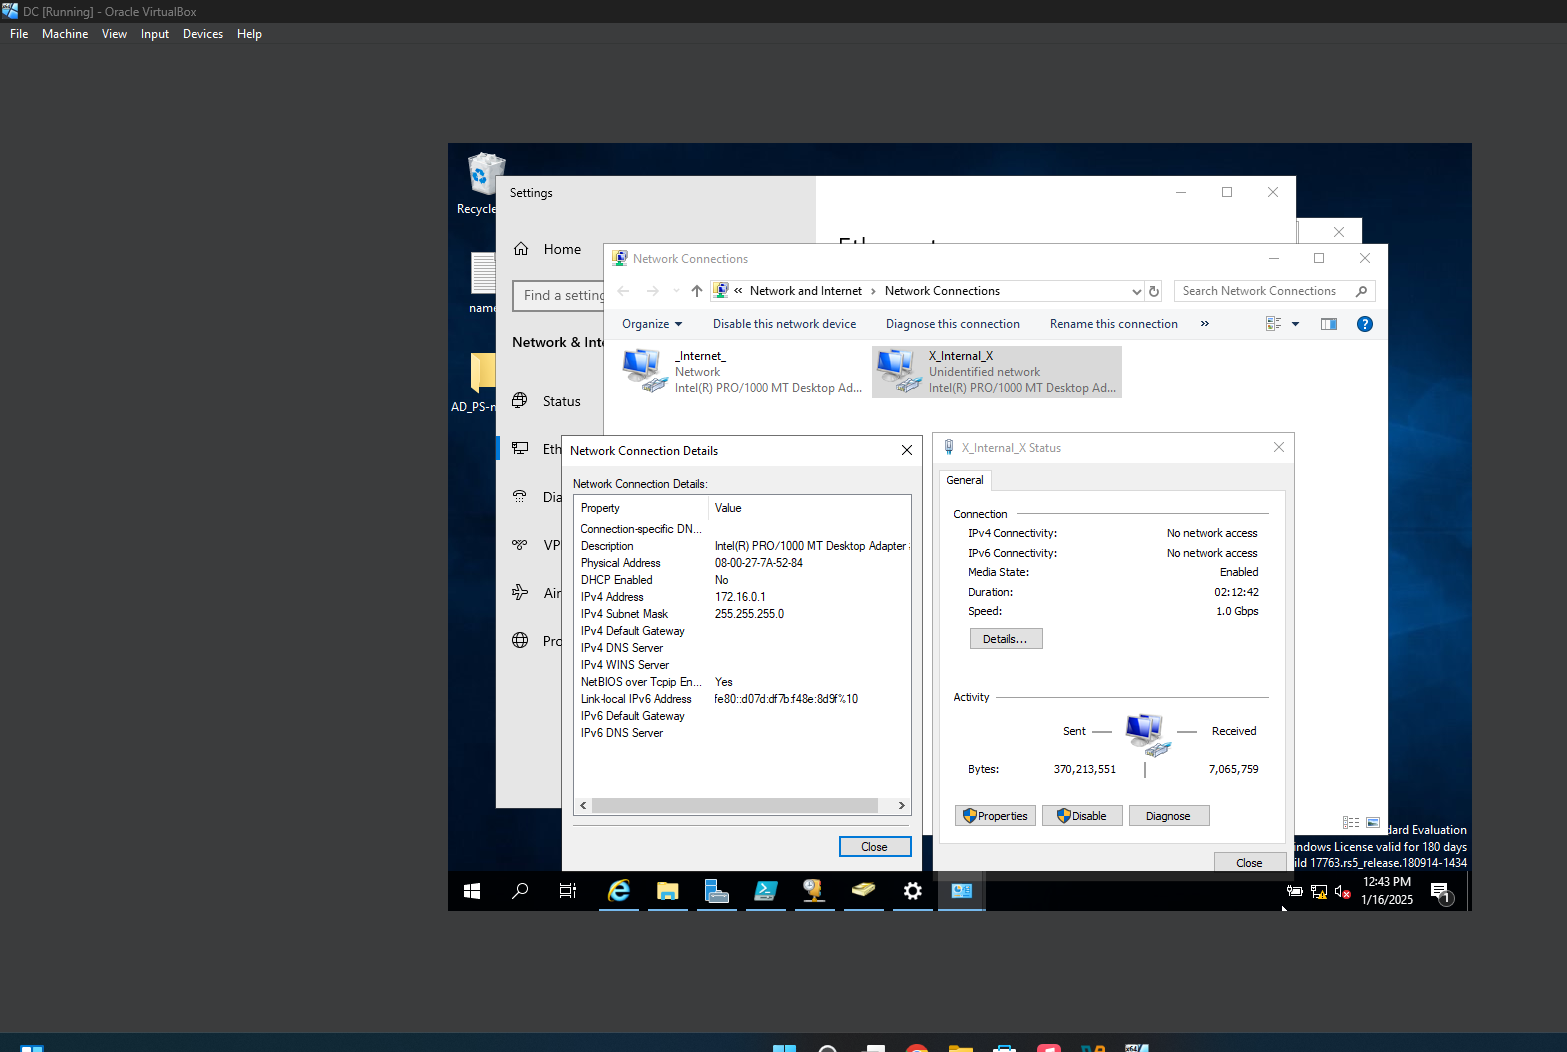 DC [Running] - Oracle VirtualBox
File Machine View Input Devices Help
Recycle
name
AD_PS-
Settings
Home
Find a setting
Network & Inte
Status
Eth
Dia
VP
Air
Pro
Network Connections
Network and Internet › Network Connections
Search Network Connections
Organize Disable this network device Diagnose this connection Rename this connection »
_Internet_
Network
Intel(R) PRO/1000 MT Desktop Ad...
X_Internal_X
Unidentified network
Intel(R) PRO/1000 MT Desktop Ad...
Network Connection Details
Network Connection Details:
Property Value
Connection-specific DN...
Description Intel(R) PRO/1000 MT Desktop Adapter
Physical Address 08-00-27-7A-52-84
DHCP Enabled No
IPv4 Address 172.16.0.1
IPv4 Subnet Mask 255.255.255.0
IPv4 Default Gateway
IPv4 DNS Server
IPv4 WINS Server
NetBIOS over Tcpip En... Yes
Link-local IPv6 Address fe80::d07d:df7b:f48e:8d9f%10
IPv6 Default Gateway
IPv6 DNS Server
Close
X_Internal_X Status
General
Connection
IPv4 Connectivity: No network access
IPv6 Connectivity: No network access
Media State: Enabled
Duration: 02:12:42
Speed: 1.0 Gbps
Details...
Activity
Sent Received
Bytes: 370,213,551 7,065,759
Properties Disable Diagnose
Close
dard Evaluation
indows License valid for 180 days
ild 17763.rs5_release.180914-1434
12:43 PM
1/16/2025
1